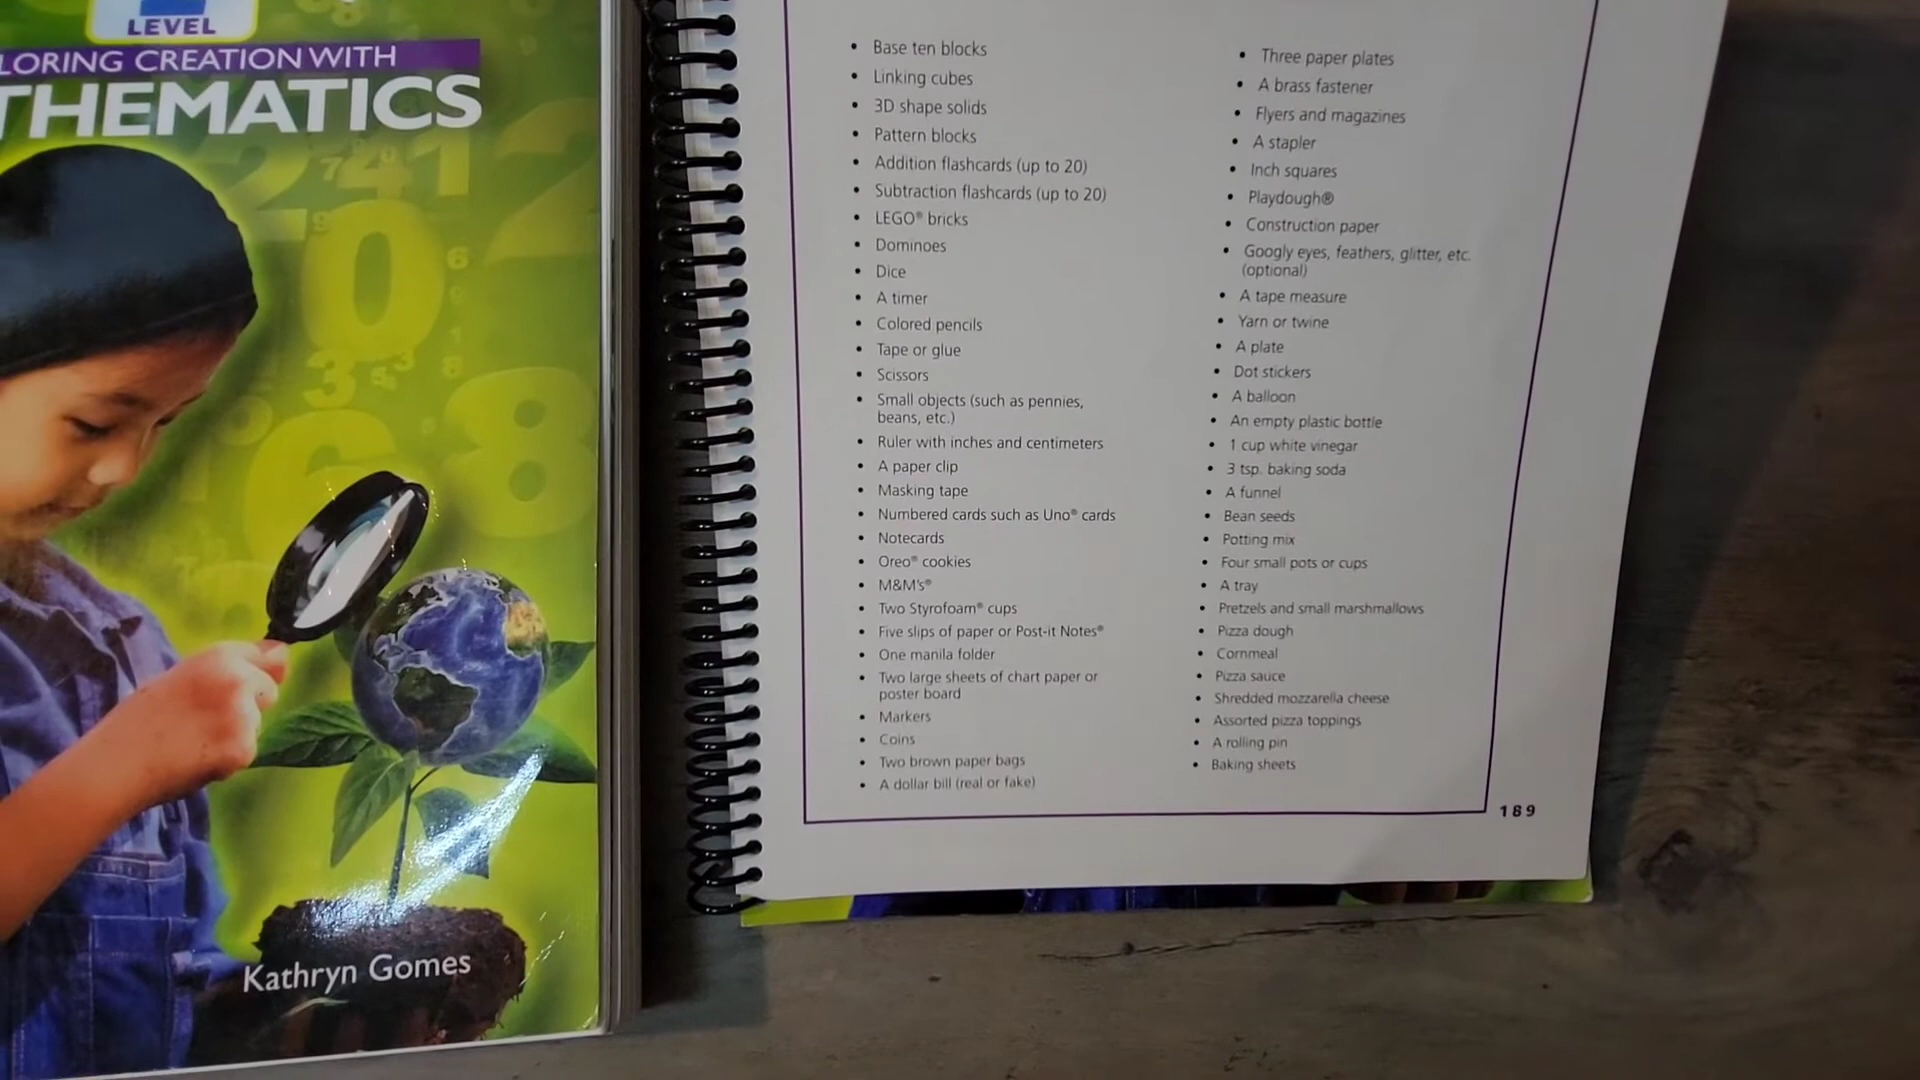 LEVEL
LORING CREATION WITH
THEMATICS
Kathryn Gomes
• Base ten blocks
• Linking cubes
• 3D shape solids
• Pattern blocks
• Addition flashcards (up to 20)
• Subtraction flashcards (up to 20)
• LEGO® bricks
• Dominoes
• Dice
• A timer
• Colored pencils
• Tape or glue
• Scissors
• Small objects (such as pennies,
beans, etc.)
• Ruler with inches and centimeters
• A paper clip
• Masking tape
• Numbered cards such as Uno® cards
• Notecards
• Oreo® cookies
• M&M's®
• Two Styrofoam® cups
• Five slips of paper or Post-it Notes®
• One manila folder
• Two large sheets of chart paper or
poster board
• Markers
• Coins
• Two brown paper bags
• A dollar bill (real or fake)
• Three paper plates
• A brass fastener
• Flyers and magazines
• A stapler
• Inch squares
• Playdough®
• Construction paper
• Googly eyes, feathers, glitter, etc.
(optional)
• A tape measure
• Yarn or twine
• A plate
• Dot stickers
• A balloon
• An empty plastic bottle
• 1 cup white vinegar
• 3 tsp. baking soda
• A funnel
• Bean seeds
• Potting mix
• Four small pots or cups
• A tray
• Pretzels and small marshmallows
• Pizza dough
• Cornmeal
• Pizza sauce
• Shredded mozzarella cheese
• Assorted pizza toppings
• A rolling pin
• Baking sheets
189